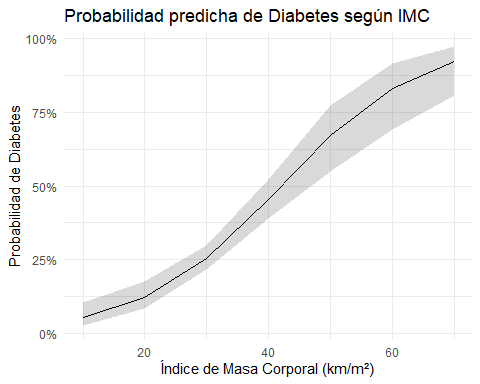 Probabilidad predicha de Diabetes según IMC
100%
75%
50%
25%
0%
Probabilidad de Diabetes
20
40
60
Índice de Masa Corporal (km/m²)